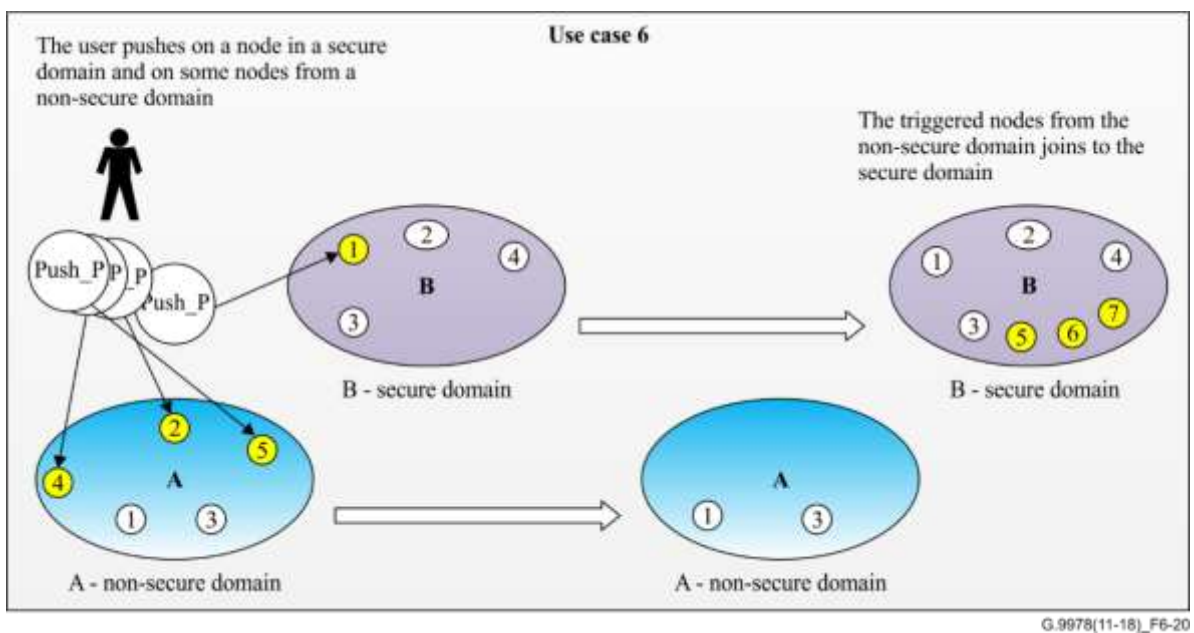 Use case 6
The user pushes on a node in a secure
domain and on some nodes from a
non-secure domain
The triggered nodes from the
non-secure domain joins to the
secure domain
Push_P
P
_P
Push_P
1
2
4
B
3
B - secure domain
1
2
4
B
3
5
6
7
B - secure domain
2
5
4
A
1
3
A - non-secure domain
A
1
3
A - non-secure domain
G.9978(11-18)_F6-20